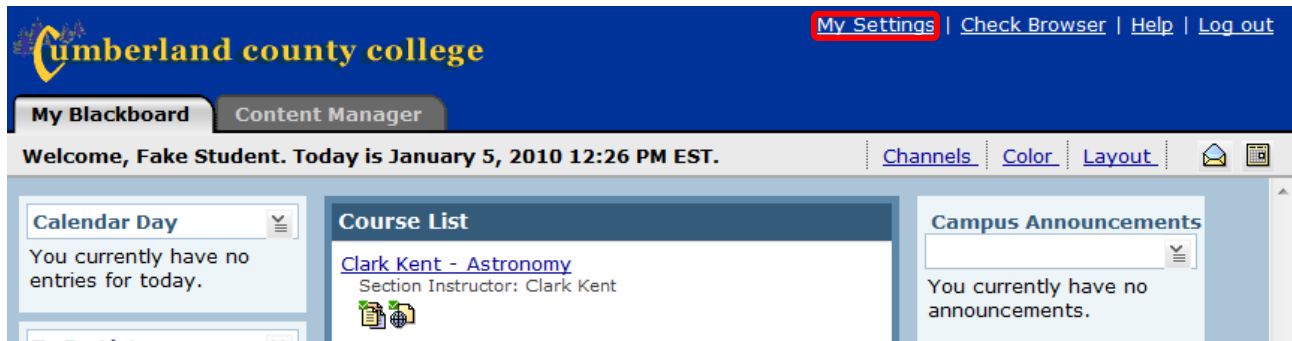 My Settings | Check Browser | Help | Log out
Cumberland county college
My Blackboard Content Manager
Welcome, Fake Student. Today is January 5, 2010 12:26 PM EST.
Channels Color Layout
Calendar Day
You currently have no
entries for today.
Course List
Clark Kent - Astronomy
Section Instructor: Clark Kent
Campus Announcements
You currently have no
announcements.